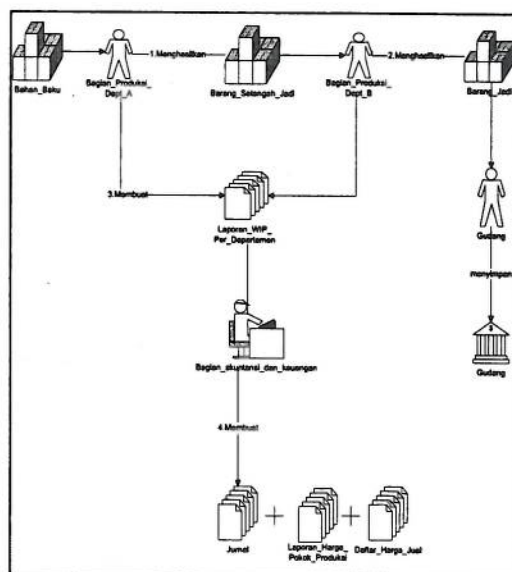 1.Menghasilkan
2.Menghasilkan
Bahan_Baku
Bagian_Produksi_
Dept_A
Barang_Setengah_Jadi
Bagian_Produksi_
Dept_B
Barang_Jadi
3.Membuat
Laporan_WIP_
Per_Departemen
Gudang
menyimpan
Gudang
Bagian_akuntansi_dan_keuangan
4.Membuat
Jurnal
+
Laporan_Harga_
Pokok_Produksi
+
Daftar_Harga_Jual